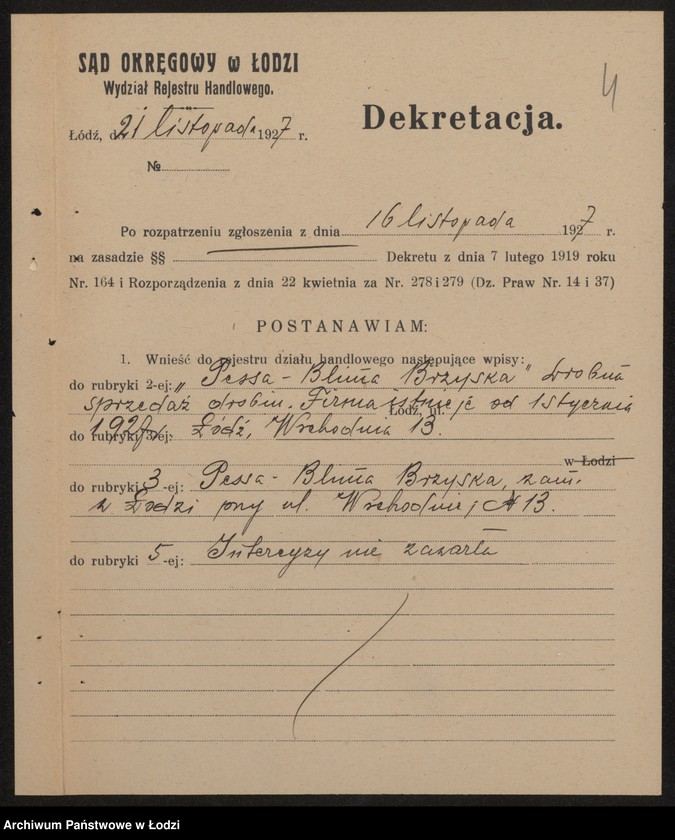 SĄD OKRĘGOWY w ŁODZI
Wydział Rejestru Handlowego.
4
Dekretacja.
Łódź, d. 21 listopada 1927 r.
№
Po rozpatrzeniu zgłoszenia z dnia 16 listopada 1927 r.
na zasadzie §§ Dekretu z dnia 7 lutego 1919 roku
Nr. 164 i Rozporządzenia z dnia 22 kwietnia za Nr. 278 i 279 (Dz. Praw Nr. 14 i 37)
POSTANAWIAM:
1. Wnieść do rejestru działu handlowego następujące wpisy:
do rubryki 2-ej: „Pessa-Blima Brzyska" drobna
sprzedaż drobiu. Firma istnieje od 1 stycznia
Łódź, ul.
do rubryki 3-ej: Łódź, Wschodnia 13.
w Łodzi
do rubryki 3-ej: Pessa-Blima Brzyska, zam.
w Łodzi przy ul. Wschodniej № 13.
do rubryki 5-ej: Intercyzy nie zawarła
Archiwum Państwowe w Łodzi